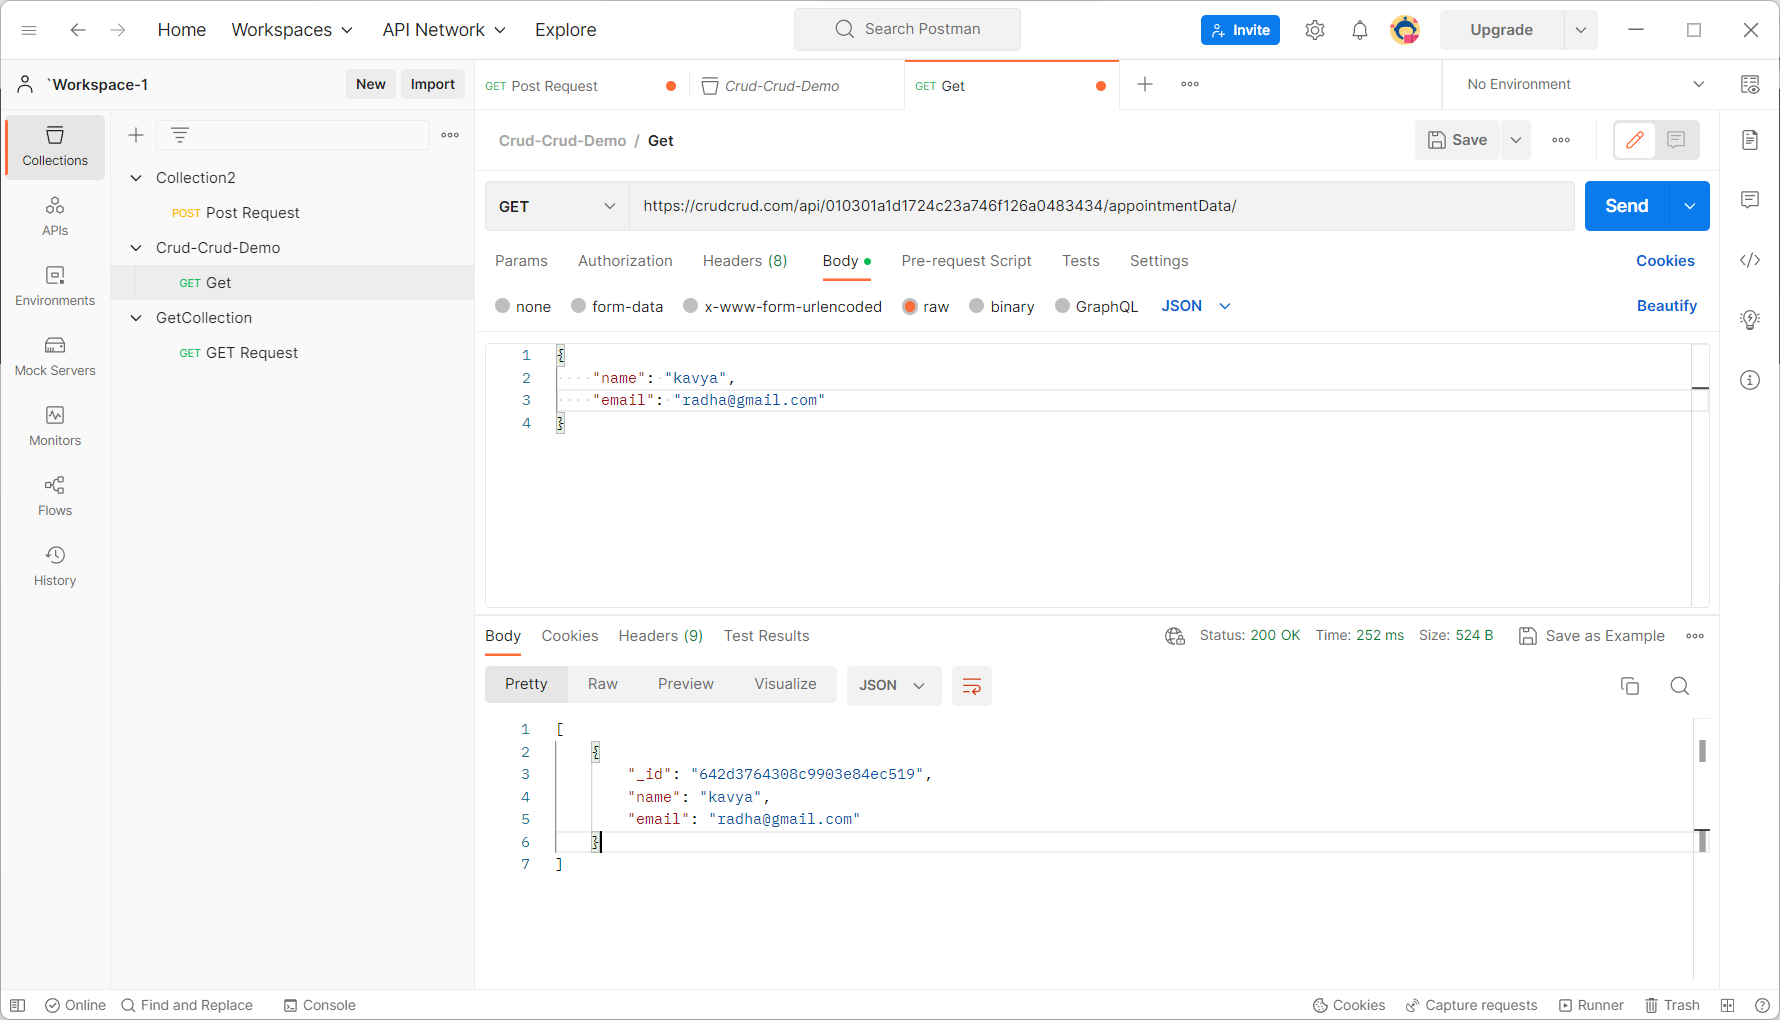 Home Workspaces API Network Explore Search Postman Invite Upgrade
`Workspace-1 New Import GET Post Request Crud-Crud-Demo GET Get No Environment
Crud-Crud-Demo / Get Save
Collections
APIs
Environments
Mock Servers
Monitors
Flows
History
Collection2
POST Post Request
Crud-Crud-Demo
GET Get
GetCollection
GET GET Request
GET https://crudcrud.com/api/010301a1d1724c23a746f126a0483434/appointmentData/ Send
Params Authorization Headers (8) Body Pre-request Script Tests Settings Cookies
none form-data x-www-form-urlencoded raw binary GraphQL JSON Beautify
1 {
2 "name": "kavya",
3 "email": "radha@gmail.com"
4 }
Body Cookies Headers (9) Test Results Status: 200 OK Time: 252 ms Size: 524 B Save as Example
Pretty Raw Preview Visualize JSON
1 [
2 {
3 "_id": "642d3764308c9903e84ec519",
4 "name": "kavya",
5 "email": "radha@gmail.com"
6 }
7 ]
Online Find and Replace Console Cookies Capture requests Runner Trash